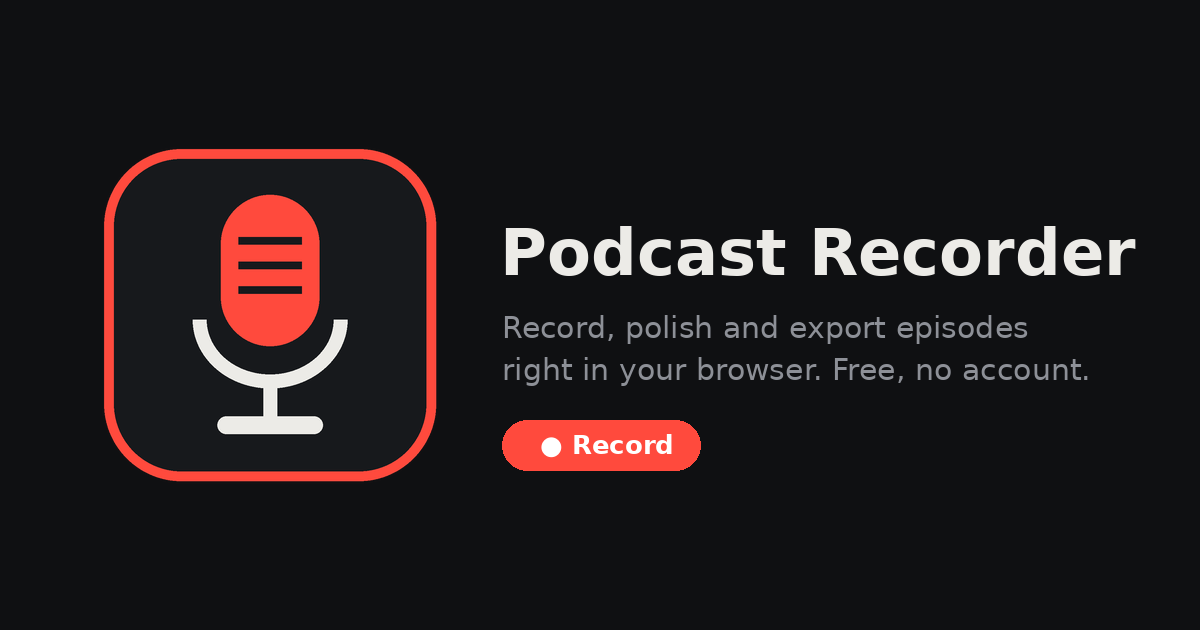 Podcast Recorder
Record, polish and export episodes
right in your browser. Free, no account.
● Record